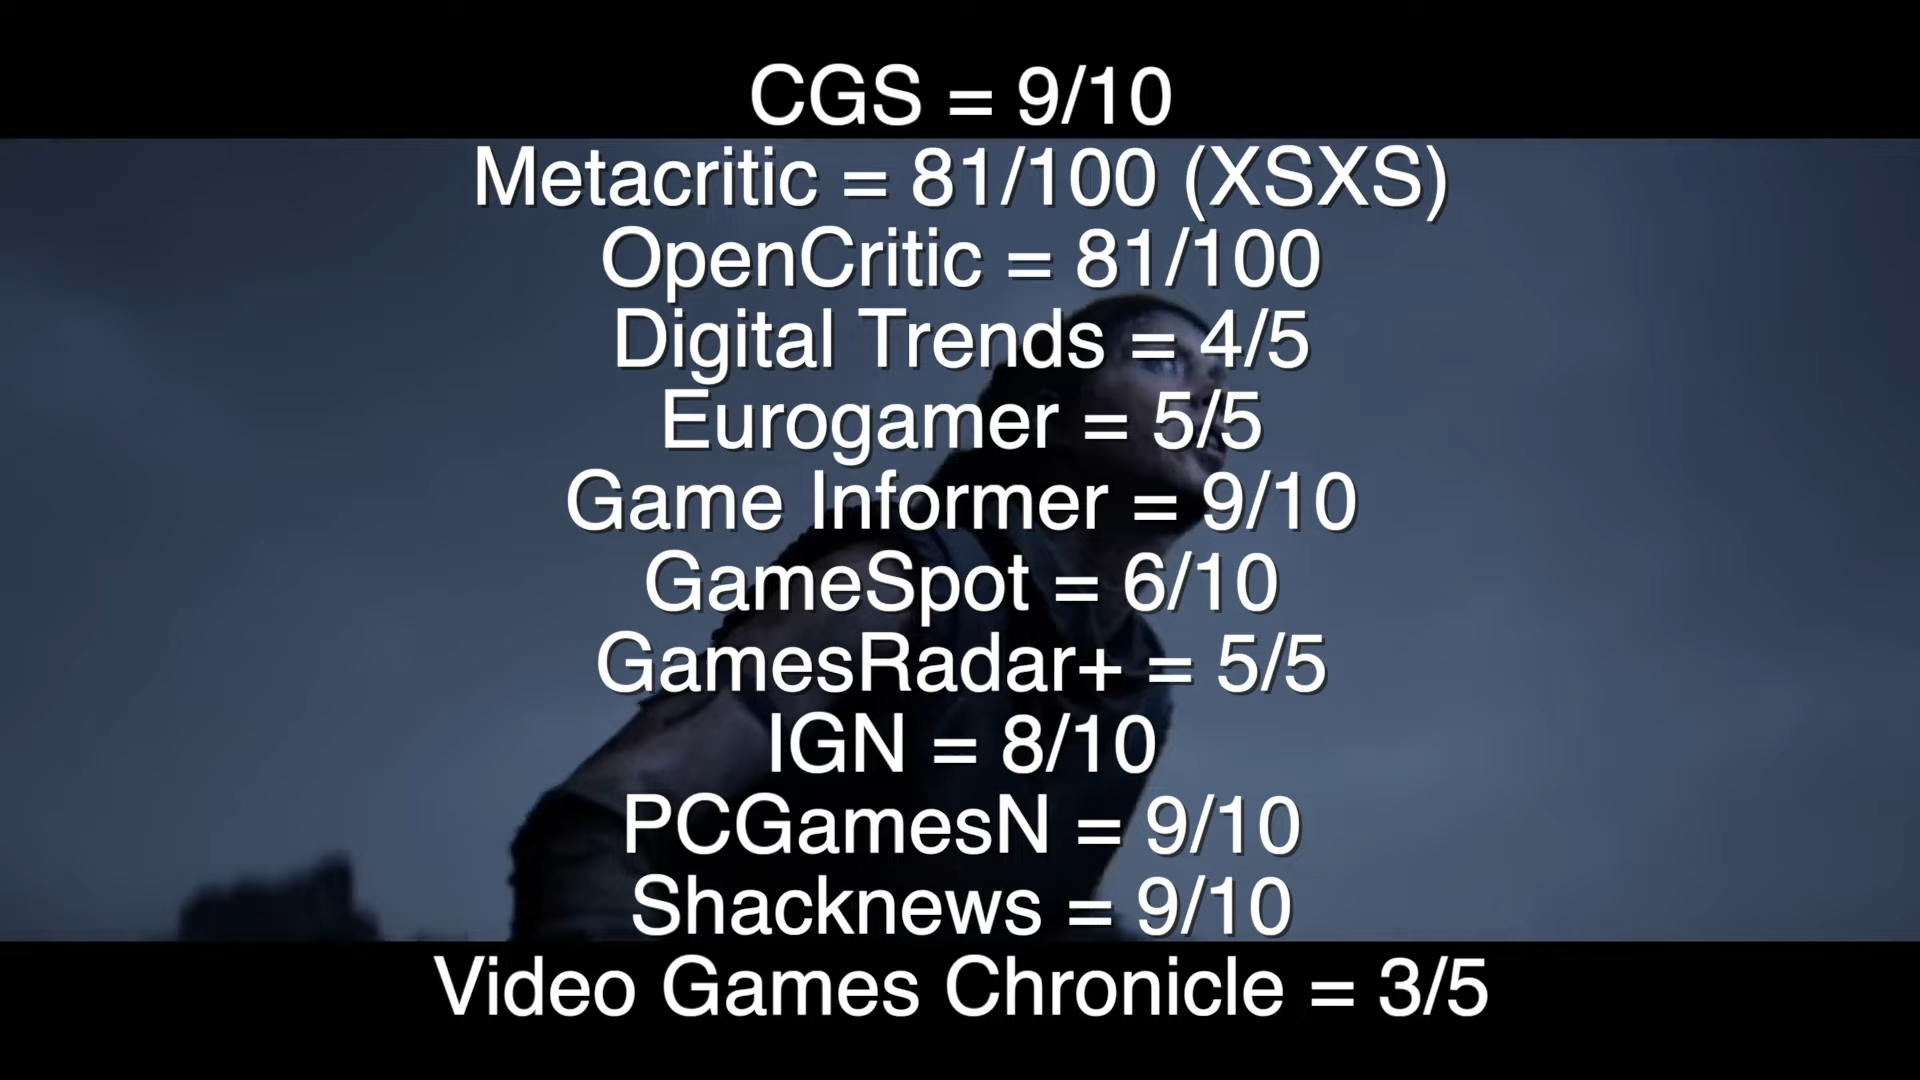 CGS = 9/10
Metacritic = 81/100 (XSXS)
OpenCritic = 81/100
Digital Trends = 4/5
Eurogamer = 5/5
Game Informer = 9/10
GameSpot = 6/10
GamesRadar+ = 5/5
IGN = 8/10
PCGamesN = 9/10
Shacknews = 9/10
Video Games Chronicle = 3/5